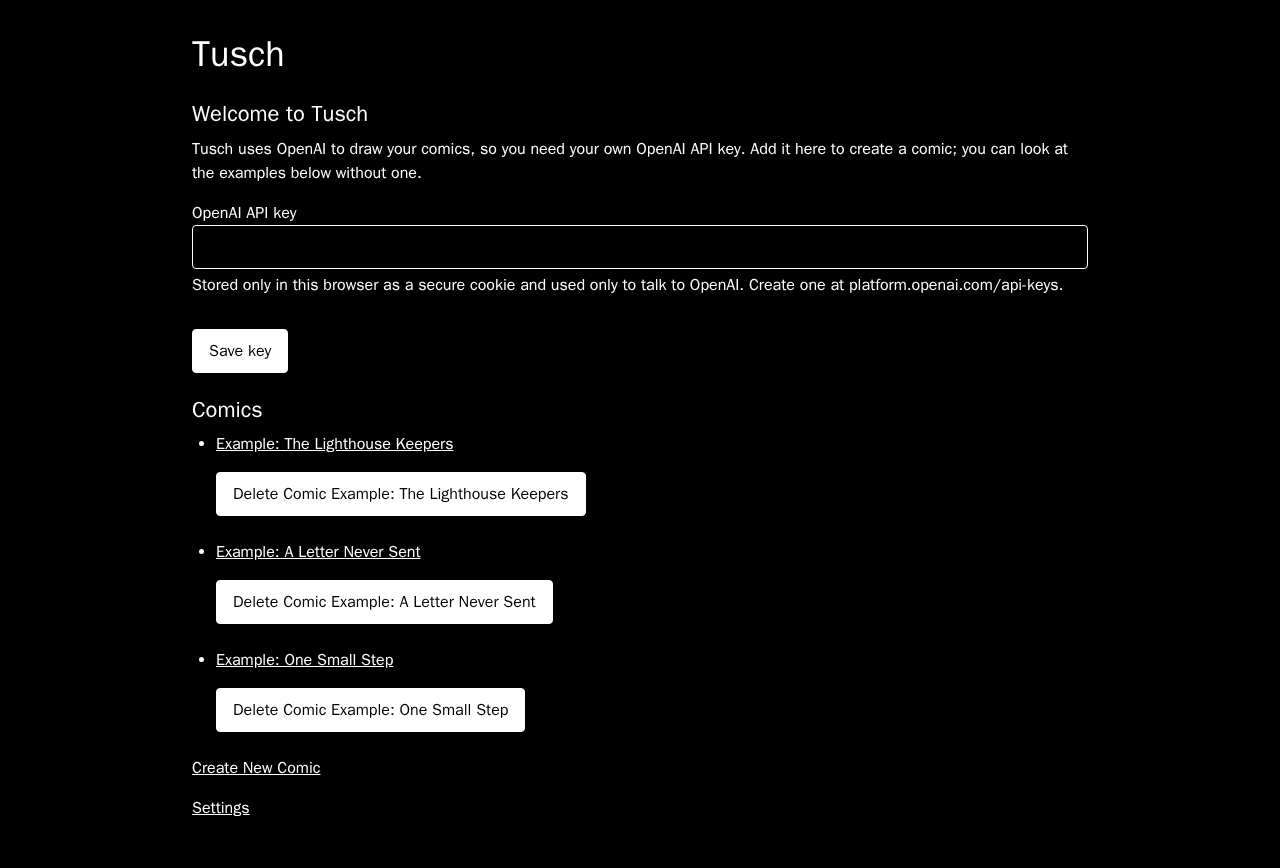 Tusch
Welcome to Tusch
Tusch uses OpenAI to draw your comics, so you need your own OpenAI API key. Add it here to create a comic; you can look at
the examples below without one.
OpenAI API key
Stored only in this browser as a secure cookie and used only to talk to OpenAI. Create one at platform.openai.com/api-keys.
Save key
Comics
Example: The Lighthouse Keepers
Delete Comic Example: The Lighthouse Keepers
Example: A Letter Never Sent
Delete Comic Example: A Letter Never Sent
Example: One Small Step
Delete Comic Example: One Small Step
Create New Comic
Settings